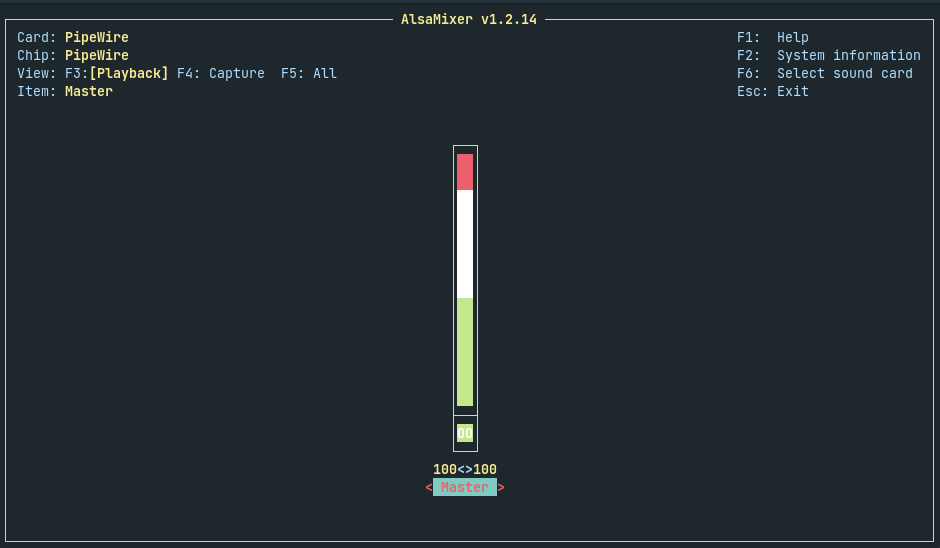 AlsaMixer v1.2.14
Card: PipeWire
Chip: PipeWire
View: F3:[Playback] F4: Capture  F5: All
Item: Master
F1:  Help
F2:  System information
F6:  Select sound card
Esc: Exit
OO
100<>100
< Master >